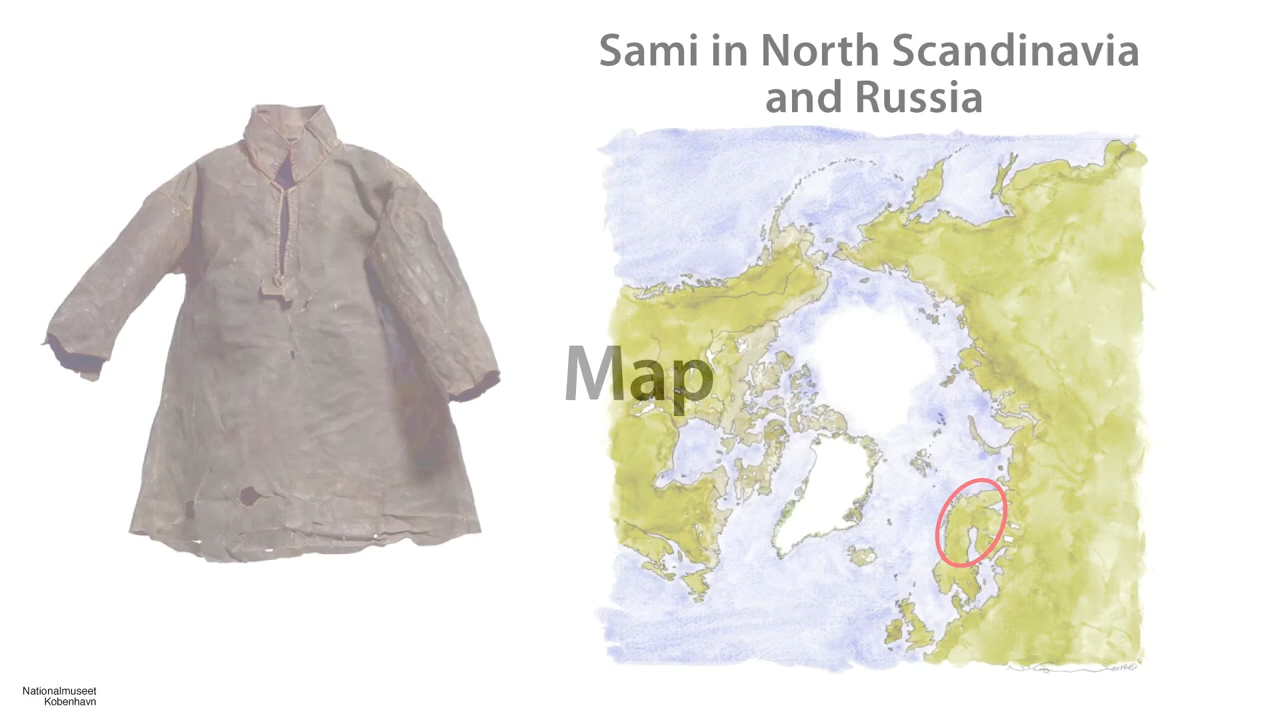 Sami in North Scandinavia
and Russia
Map
Nationalmuseet
Kobenhavn